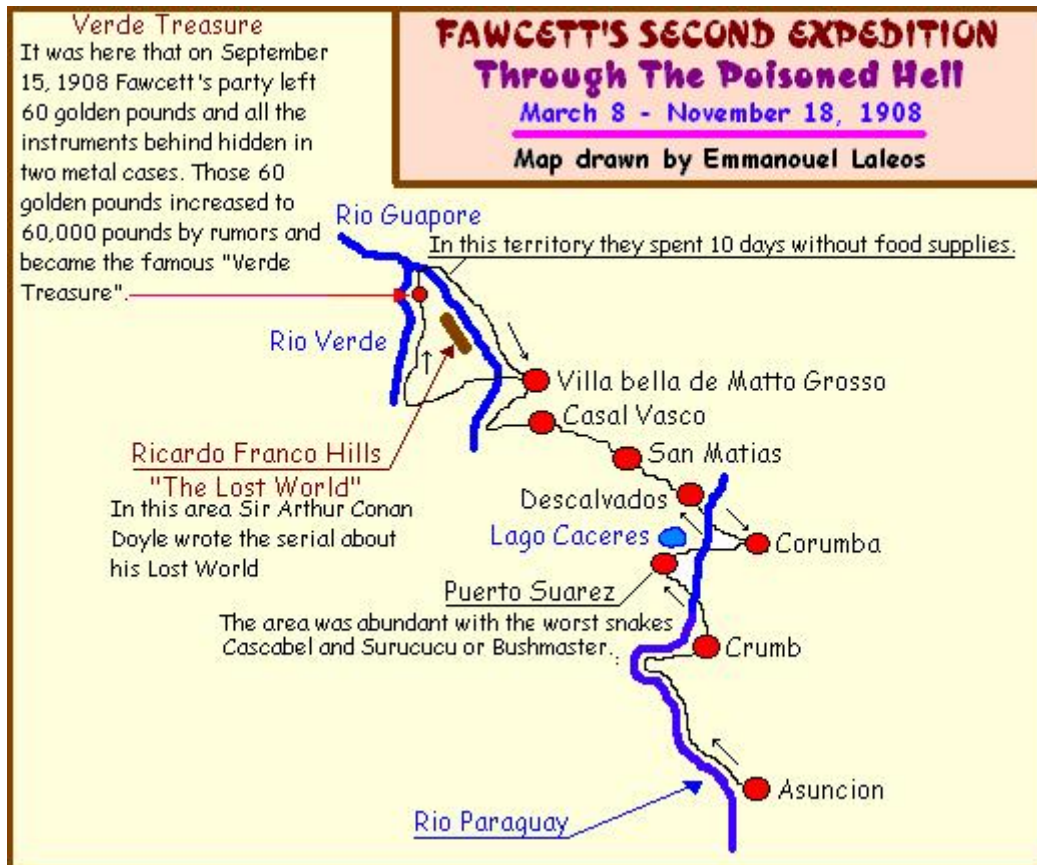 Verde Treasure
It was here that on September
15, 1908 Fawcett's party left
60 golden pounds and all the
instruments behind hidden in
two metal cases. Those 60
golden pounds increased to
60,000 pounds by rumors and
became the famous "Verde
Treasure".
FAWCETT'S SECOND EXPEDITION
Through The Poisoned Hell
March 8 - November 18, 1908
Map drawn by Emmanouel Laleos
Rio Guapore
In this territory they spent 10 days without food supplies.
Rio Verde
Villa bella de Matto Grosso
Casal Vasco
Ricardo Franco Hills
"The Lost World"
In this area Sir Arthur Conan
Doyle wrote the serial about
his Lost World
San Matias
Descalvados
Lago Caceres
Corumba
Puerto Suarez
The area was abundant with the worst snakes
Cascabel and Surucucu or Bushmaster.
Crumb
Asuncion
Rio Paraguay